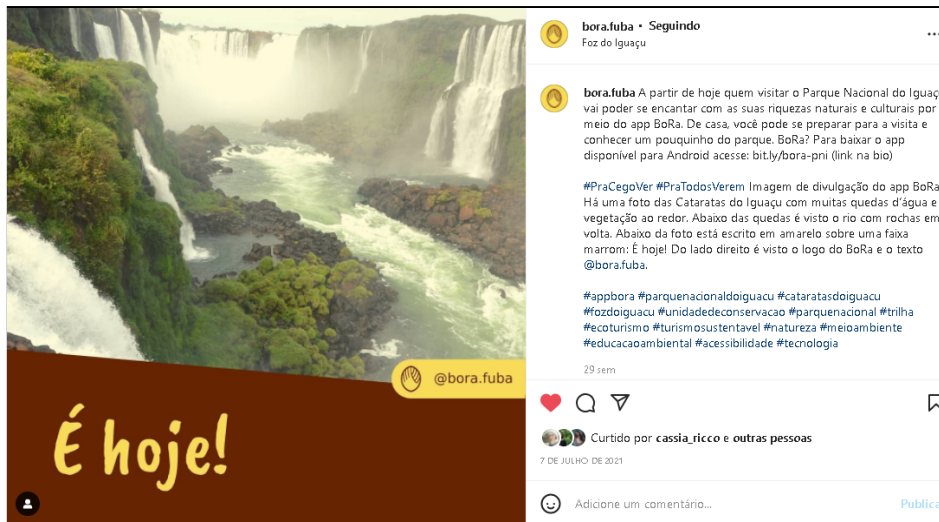 @bora.fuba
É hoje!
bora.fuba • Seguindo
Foz do Iguaçu
bora.fuba A partir de hoje quem visitar o Parque Nacional do Iguaçu
vai poder se encantar com as suas riquezas naturais e culturais por
meio do app BoRa. De casa, você pode se preparar para a visita e
conhecer um pouquinho do parque. BoRa? Para baixar o app
disponível para Android acesse: bit.ly/bora-pni (link na bio)
#PraCegoVer #PraTodosVerem Imagem de divulgação do app BoRa
Há uma foto das Cataratas do Iguaçu com muitas quedas d'água e
vegetação ao redor. Abaixo das quedas é visto o rio com rochas em
volta. Abaixo da foto está escrito em amarelo sobre uma faixa
marrom: É hoje! Do lado direito é visto o logo do BoRa e o texto
@bora.fuba.
#appbora #parquenacionaldoiguacu #cataratasdoiguacu
#fozdoiguacu #unidadedeconservacao #parquenacional #trilha
#ecoturismo #turismosustentavel #natureza #meioambiente
#educacaoambiental #acessibilidade #tecnologia
29 sem
Curtido por cassia_ricco e outras pessoas
7 DE JULHO DE 2021
Adicione um comentário...
Publica